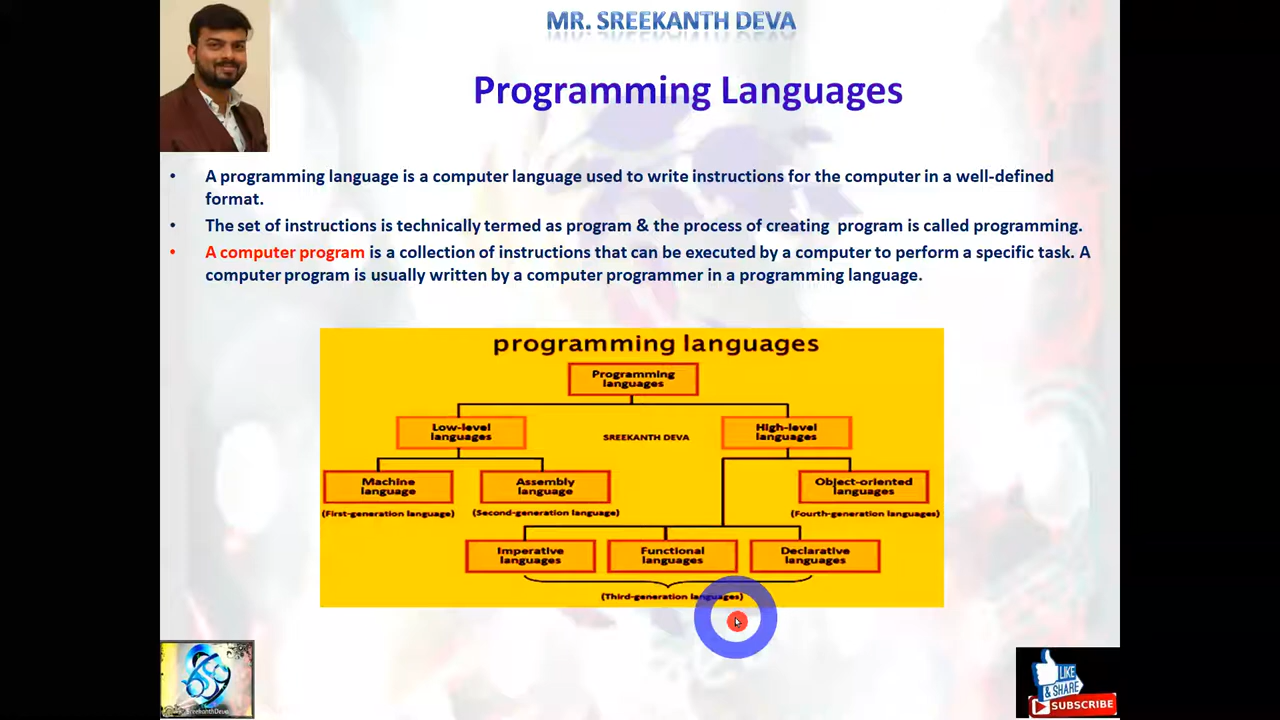 MR. SREEKANTH DEVA
Programming Languages
• A programming language is a computer language used to write instructions for the computer in a well-defined
format.
• The set of instructions is technically termed as program & the process of creating program is called programming.
• A computer program is a collection of instructions that can be executed by a computer to perform a specific task. A
computer program is usually written by a computer programmer in a programming language.
programming languages
Programming
languages
Low-level
languages
SREEKANTH DEVA
High-level
languages
Machine
language
(First-generation language)
Assembly
language
(Second-generation language)
Object-oriented
languages
(Fourth-generation languages)
Imperative
languages
Functional
languages
Declarative
languages
(Third-generation languages)
SreekanthDeva
LIKE
& SHARE
SUBSCRIBE